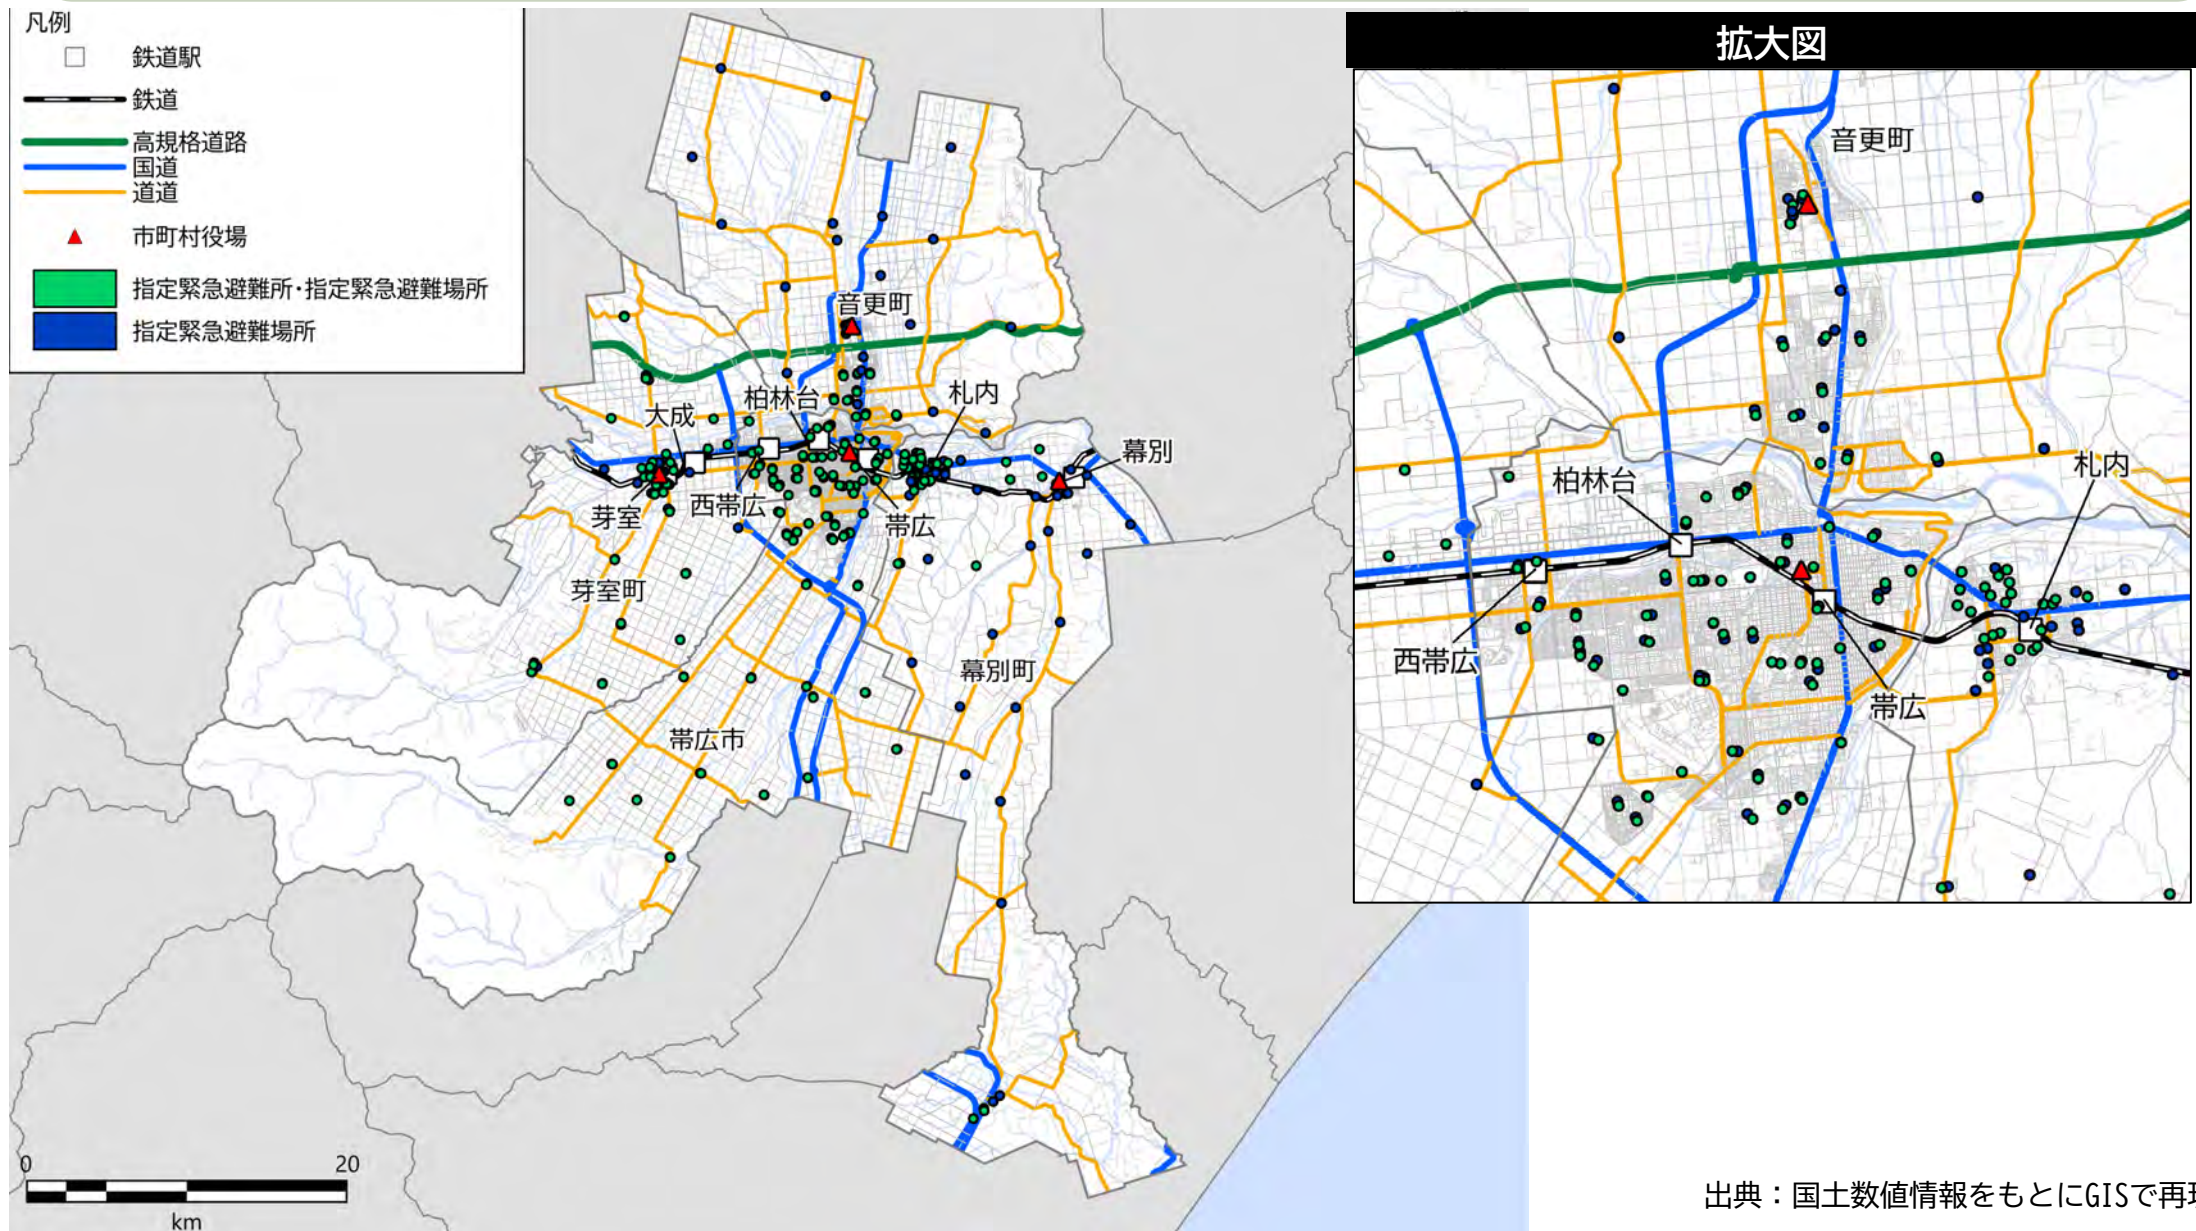 凡例
鉄道駅
鉄道
高規格道路
国道
道道
市町村役場
指定緊急避難所・指定緊急避難場所
指定緊急避難場所
音更町
柏林台
札内
大成
幕別
芽室
西帯広
帯広
芽室町
幕別町
帯広市
0 20
km
拡大図
音更町
柏林台
札内
西帯広
帯広
出典：国土数値情報をもとにGISで再現